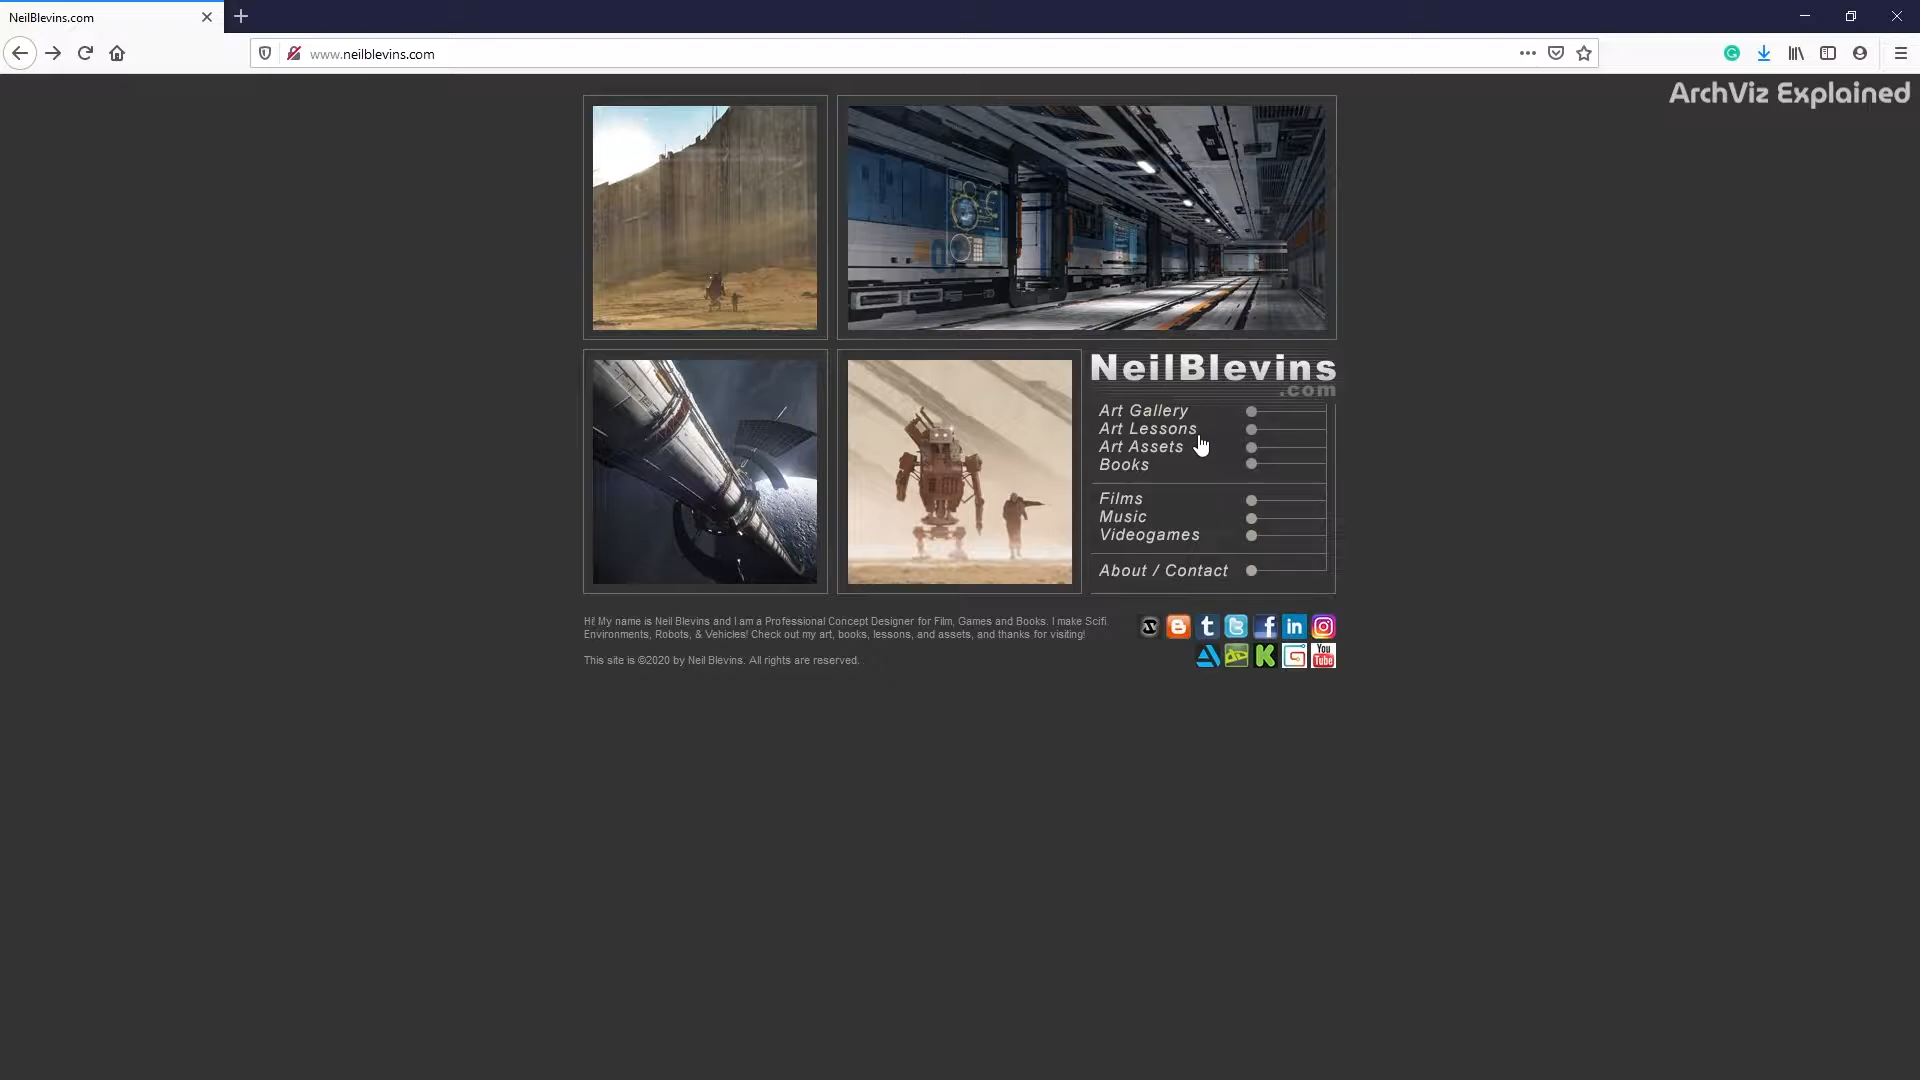 NeilBlevins.com
www.neilblevins.com
ArchViz Explained
NeilBlevins
.com
Art Gallery
Art Lessons
Art Assets
Books
Films
Music
Videogames
About / Contact
Hi! My name is Neil Blevins and I am a Professional Concept Designer for Film, Games and Books. I make Scifi
Environments, Robots, & Vehicles! Check out my art, books, lessons, and assets, and thanks for visiting!
This site is ©2020 by Neil Blevins. All rights are reserved.
You
Tube